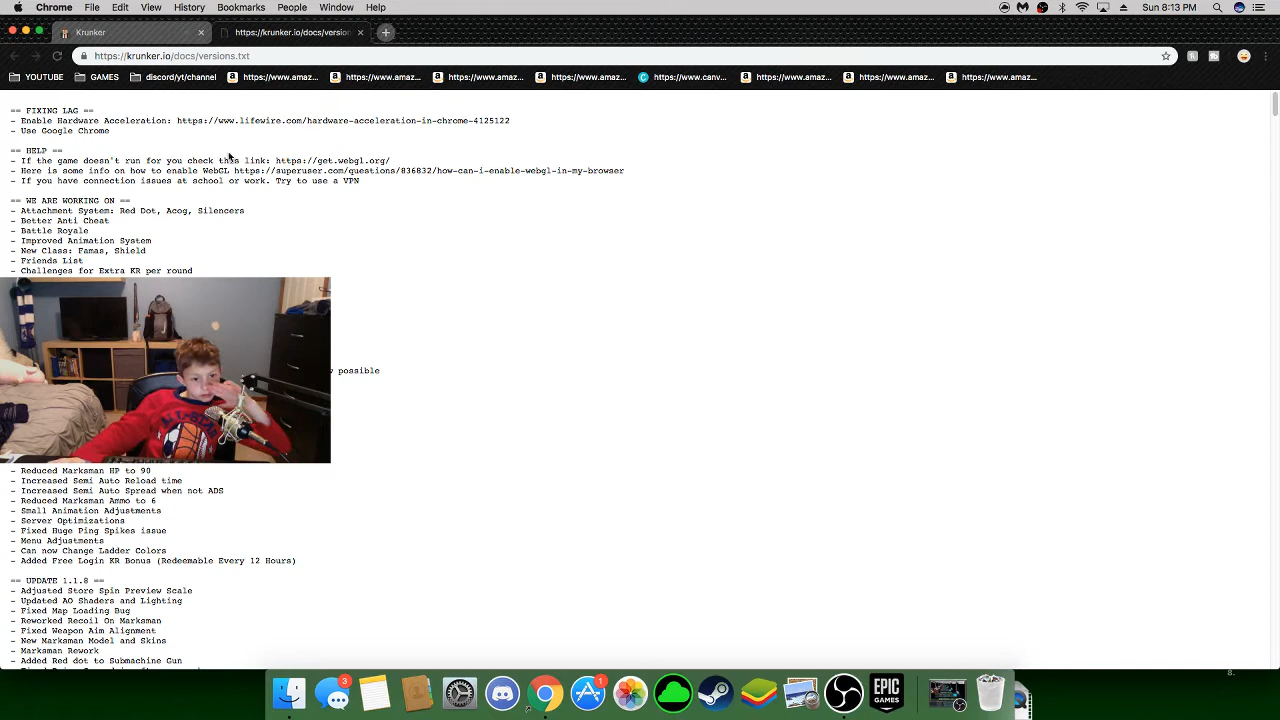 Chrome File Edit View History Bookmarks People Window Help
Sun 8:13 PM
Krunker
https://krunker.io/docs/versio
https://krunker.io/docs/versions.txt
YOUTUBE GAMES discord/yt/channel https://www.amaz... https://www.amaz... https://www.amaz... https://www.amaz... https://www.canv... https://www.amaz... https://www.amaz... https://www.amaz...
== FIXING LAG ==
- Enable Hardware Acceleration: https://www.lifewire.com/hardware-acceleration-in-chrome-4125122
- Use Google Chrome
== HELP ==
- If the game doesn't run for you check this link: https://get.webgl.org/
- Here is some info on how to enable WebGL https://superuser.com/questions/836832/how-can-i-enable-webgl-in-my-browser
- If you have connection issues at school or work. Try to use a VPN
== WE ARE WORKING ON ==
- Attachment System: Red Dot, Acog, Silencers
- Better Anti Cheat
- Battle Royale
- Improved Animation System
- New Class: Famas, Shield
- Friends List
- Challenges for Extra KR per round
possible
- Reduced Marksman HP to 90
- Increased Semi Auto Reload time
- Increased Semi Auto Spread when not ADS
- Reduced Marksman Ammo to 6
- Small Animation Adjustments
- Server Optimizations
- Fixed Huge Ping Spikes issue
- Menu Adjustments
- Can now Change Ladder Colors
- Added Free Login KR Bonus (Redeemable Every 12 Hours)
== UPDATE 1.1.8 ==
- Adjusted Store Spin Preview Scale
- Updated AO Shaders and Lighting
- Fixed Map Loading Bug
- Reworked Recoil On Marksman
- Fixed Weapon Aim Alignment
- New Marksman Model and Skins
- Marksman Rework
- Added Red dot to Submachine Gun
3
1
EPIC
GAMES